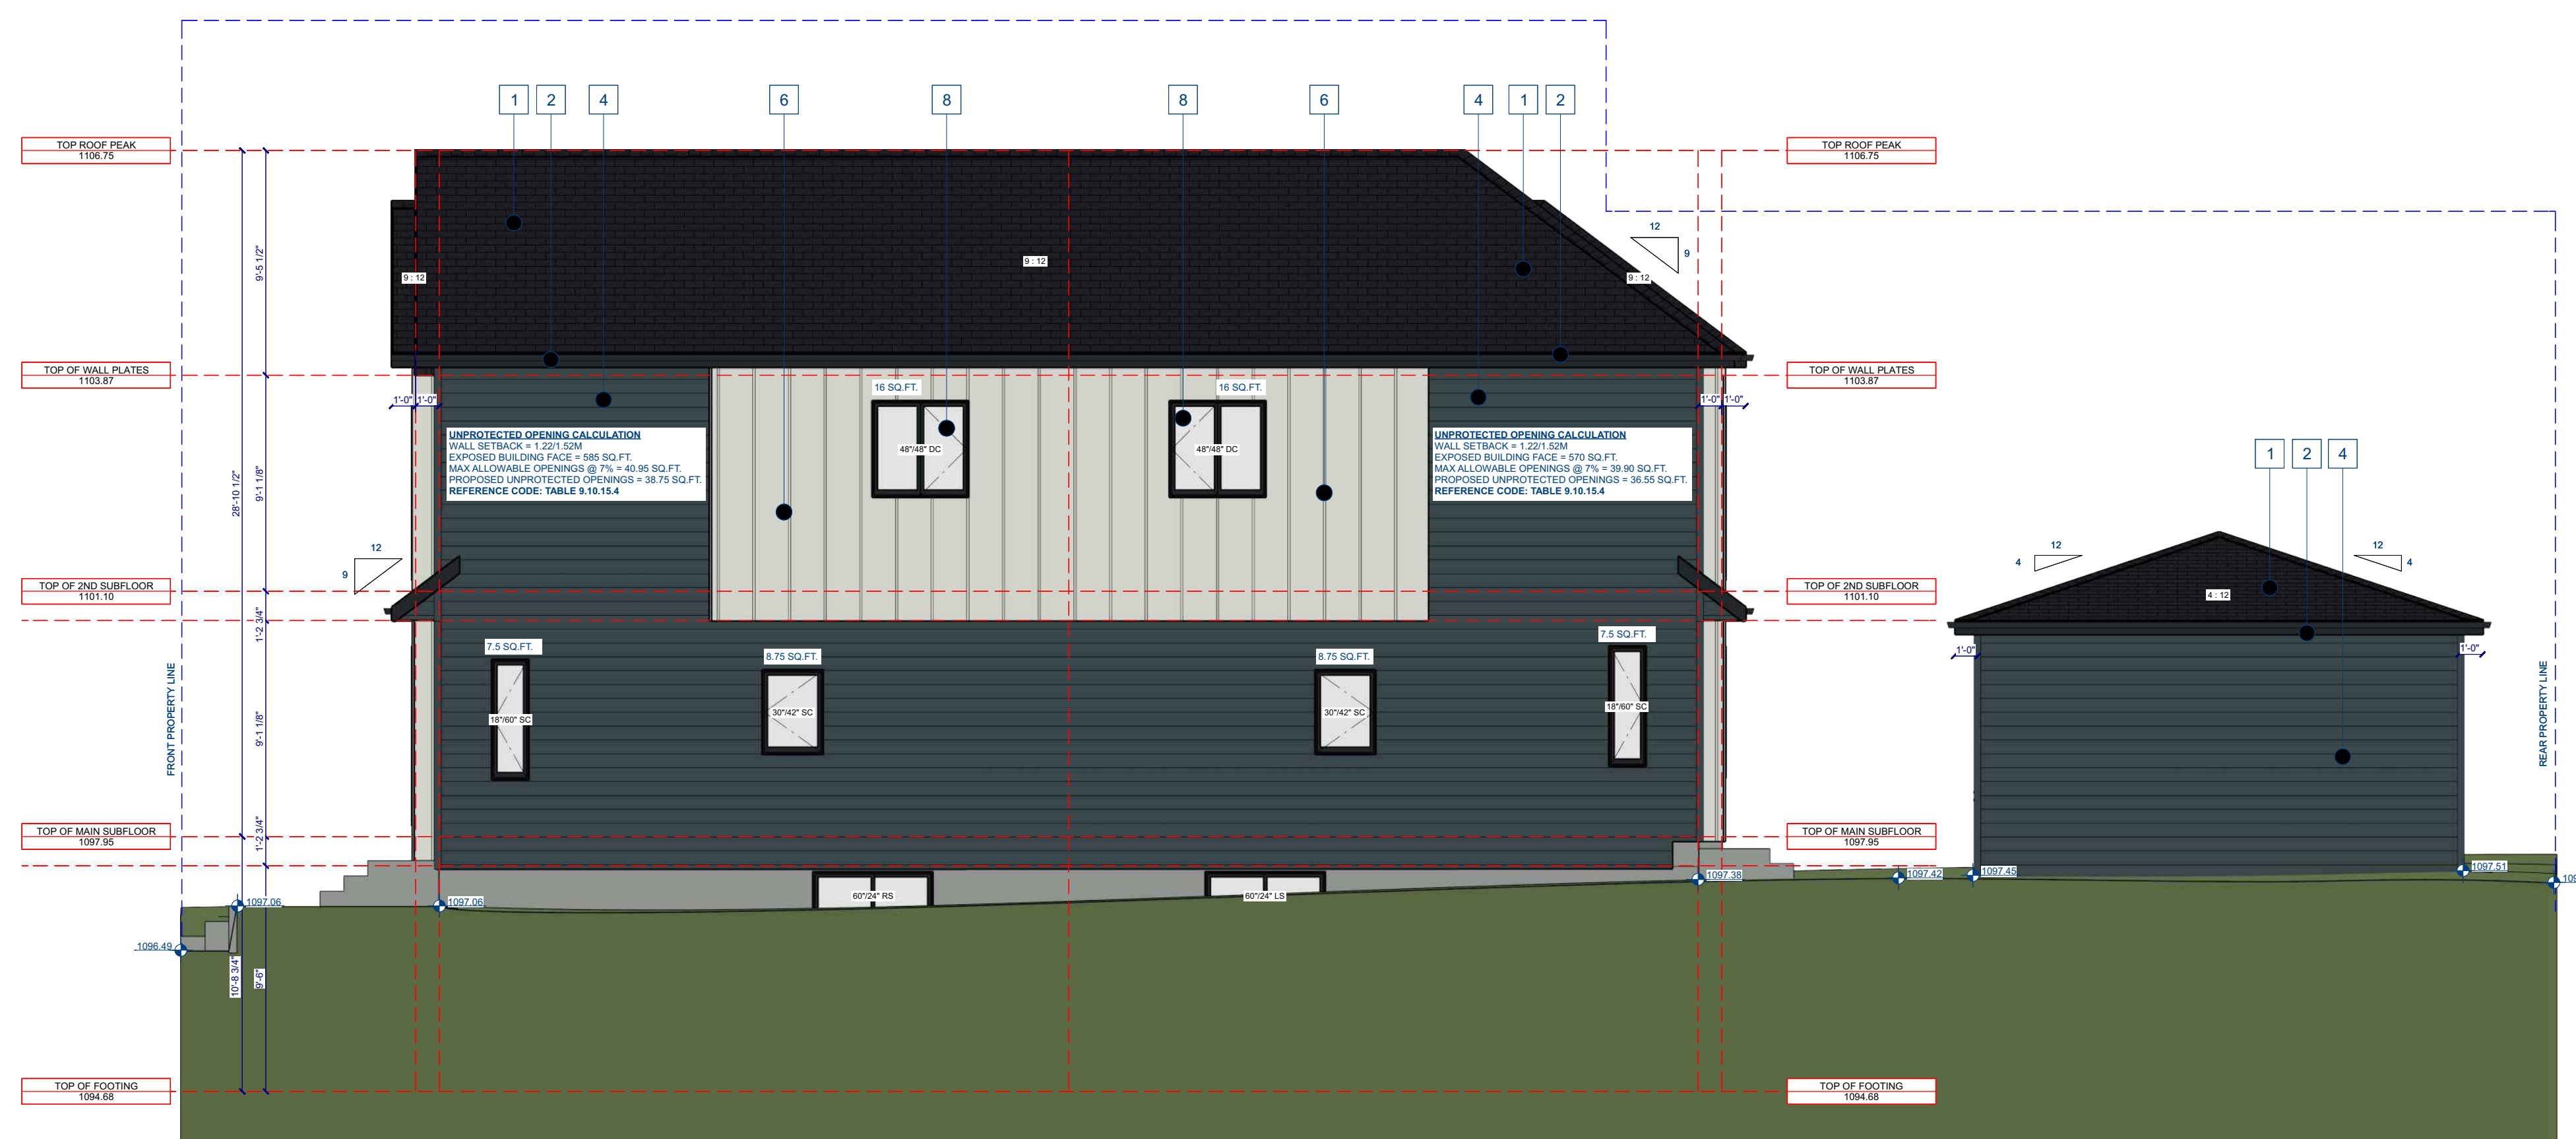 1 2 4 6 8 8 6 4 1 2
TOP ROOF PEAK
1106.75
TOP ROOF PEAK
1106.75
9'-5 1/2"
9 : 12
9 : 12
9 : 12
12
9
TOP OF WALL PLATES
1103.87
TOP OF WALL PLATES
1103.87
1'-0" 1'-0"
16 SQ.FT.
16 SQ.FT.
1'-0" 1'-0"
48"/48" DC
48"/48" DC
UNPROTECTED OPENING CALCULATION
WALL SETBACK = 1.22/1.52M
EXPOSED BUILDING FACE = 585 SQ.FT.
MAX ALLOWABLE OPENINGS @ 7% = 40.95 SQ.FT.
PROPOSED UNPROTECTED OPENINGS = 38.75 SQ.FT.
REFERENCE CODE: TABLE 9.10.15.4
UNPROTECTED OPENING CALCULATION
WALL SETBACK = 1.22/1.52M
EXPOSED BUILDING FACE = 570 SQ.FT.
MAX ALLOWABLE OPENINGS @ 7% = 39.90 SQ.FT.
PROPOSED UNPROTECTED OPENINGS = 36.55 SQ.FT.
REFERENCE CODE: TABLE 9.10.15.4
28'-10 1/2"
9'-1 1/8"
1 2 4
12
9
12
4
12
4
4 : 12
TOP OF 2ND SUBFLOOR
1101.10
TOP OF 2ND SUBFLOOR
1101.10
1'-2 3/4"
7.5 SQ.FT.
8.75 SQ.FT.
8.75 SQ.FT.
7.5 SQ.FT.
1'-0"
1'-0"
18"/60" SC
30"/42" SC
30"/42" SC
18"/60" SC
FRONT PROPERTY LINE
9'-1 1/8"
REAR PROPERTY LINE
TOP OF MAIN SUBFLOOR
1097.95
TOP OF MAIN SUBFLOOR
1097.95
1'-2 3/4"
60"/24" RS
60"/24" LS
1097.06
1097.06
1097.38
1097.42
1097.45
1097.51
1096.49
10'-8 3/4"
9'-6"
TOP OF FOOTING
1094.68
TOP OF FOOTING
1094.68